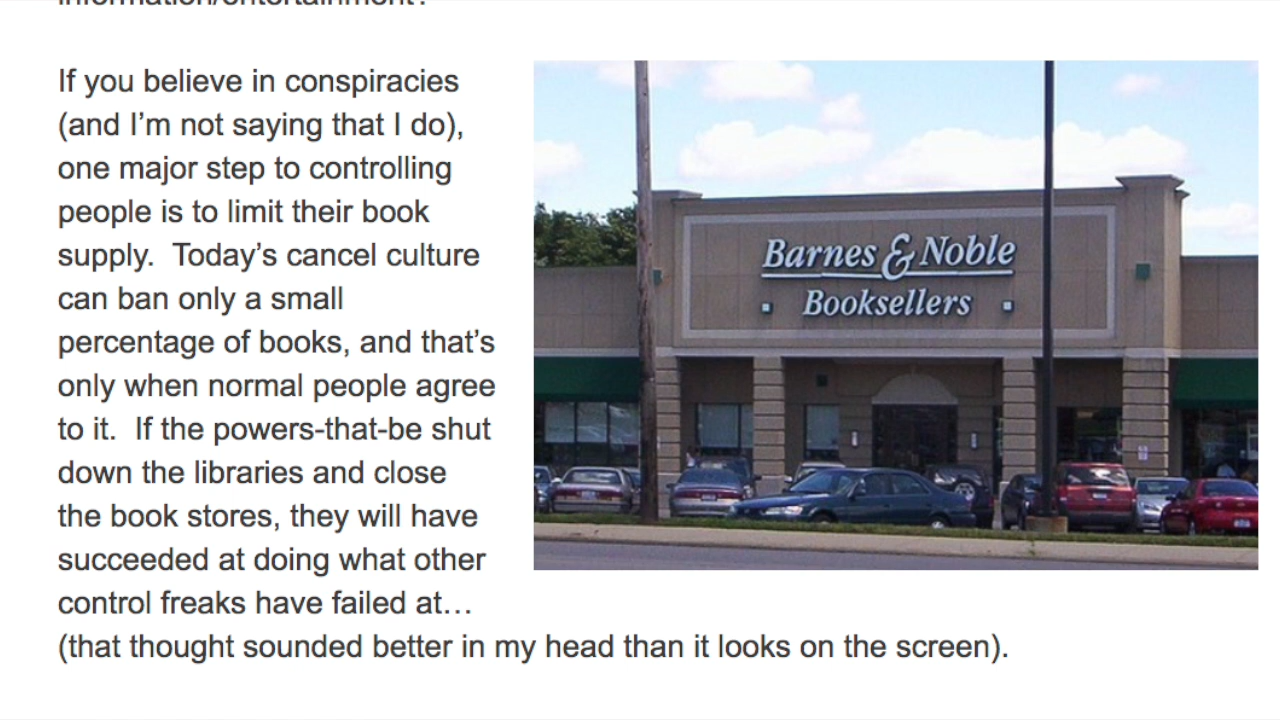 information/entertainment?
If you believe in conspiracies
(and I’m not saying that I do),
one major step to controlling
people is to limit their book
supply.  Today’s cancel culture
can ban only a small
percentage of books, and that’s
only when normal people agree
to it.  If the powers-that-be shut
down the libraries and close
the book stores, they will have
succeeded at doing what other
control freaks have failed at…
(that thought sounded better in my head than it looks on the screen).
Barnes & Noble
Booksellers